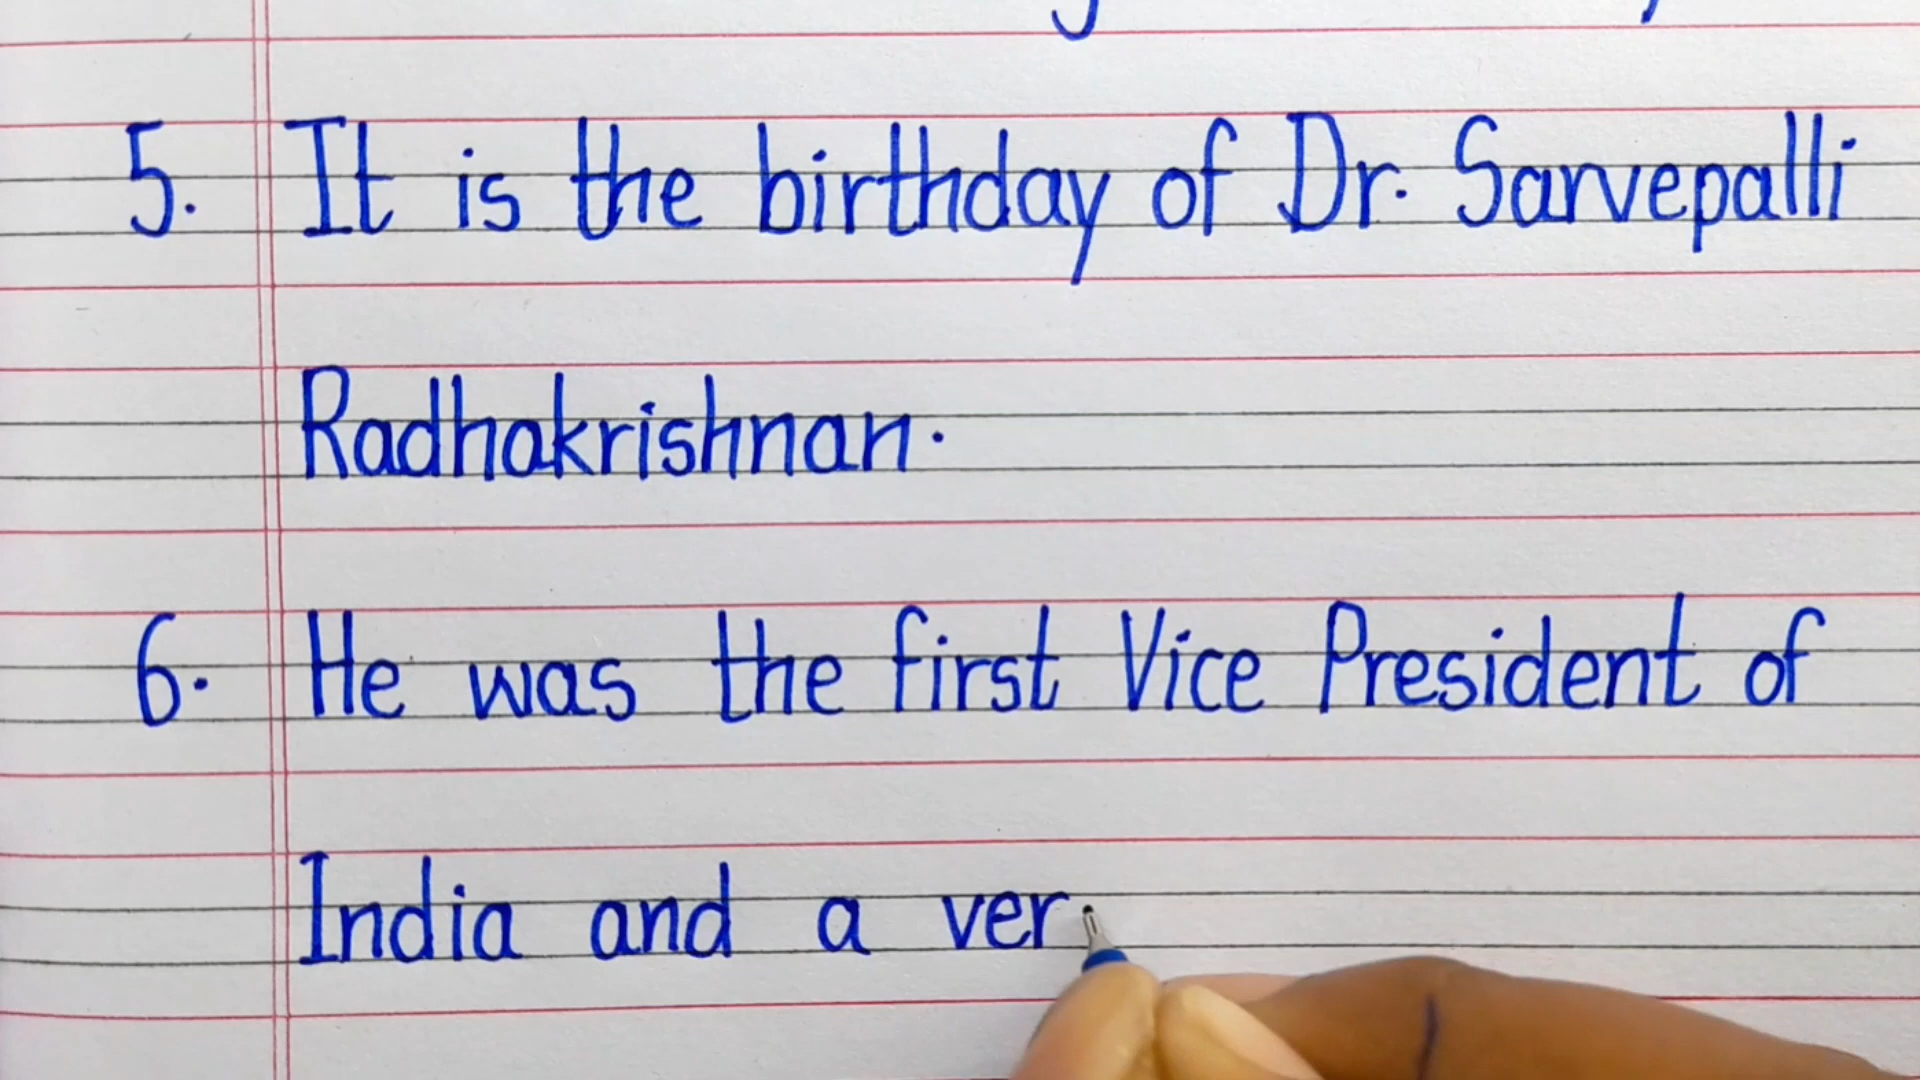 5. It is the birthday of Dr. Sarvepalli
Radhakrishnan.
6. He was the first Vice President of
India and a ver